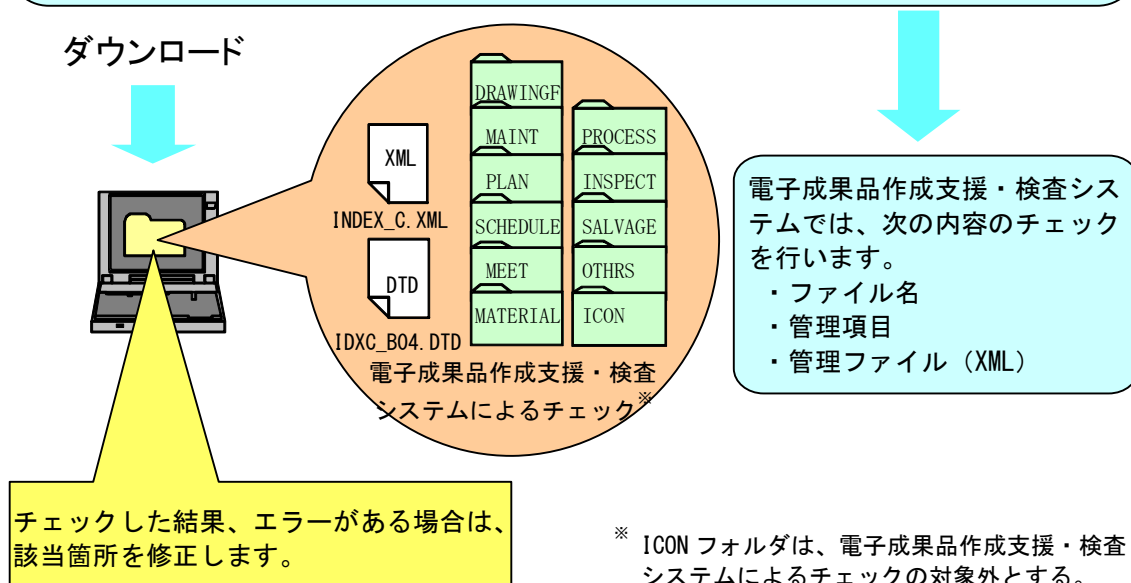 ダウンロード
DRAWINGF
MAINT
PLAN
SCHEDULE
MEET
MATERIAL
PROCESS
INSPECT
SALVAGE
OTHRS
ICON
XML
INDEX_C.XML
DTD
IDXC_B04.DTD
電子成果品作成支援・検査
システムによるチェック※
電子成果品作成支援・検査シス
テムでは、次の内容のチェック
を行います。
・ファイル名
・管理項目
・管理ファイル（XML）
チェックした結果、エラーがある場合は、
該当箇所を修正します。
※ ICON フォルダは、電子成果品作成支援・検査
システムによるチェックの対象外とする。